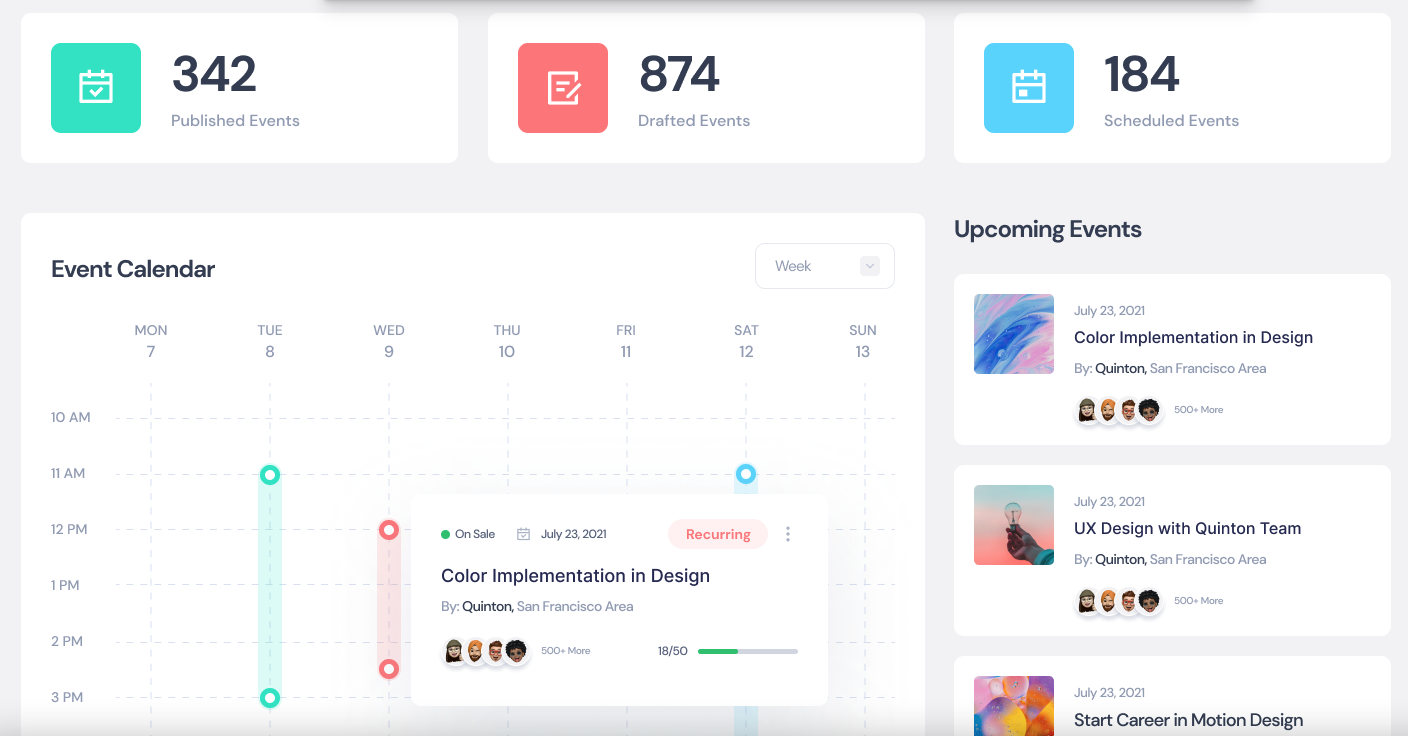 342
Published Events
874
Drafted Events
184
Scheduled Events
Event Calendar
Week
MON TUE WED THU FRI SAT SUN
7 8 9 10 11 12 13
10 AM
11 AM
12 PM
1 PM
2 PM
3 PM
On Sale July 23, 2021 Recurring
Color Implementation in Design
By: Quinton, San Francisco Area
500+ More 18/50
Upcoming Events
July 23, 2021
Color Implementation in Design
By: Quinton, San Francisco Area
500+ More
July 23, 2021
UX Design with Quinton Team
By: Quinton, San Francisco Area
500+ More
July 23, 2021
Start Career in Motion Design